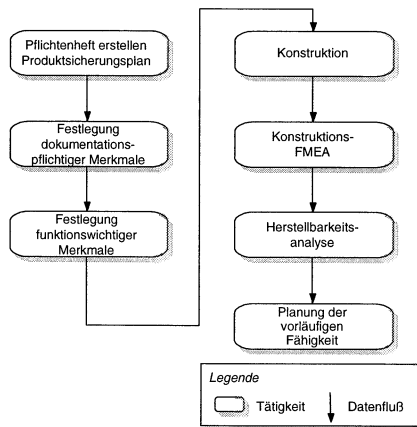 Pflichtenheft erstellen
Produktsicherungsplan
Festlegung
dokumentations-
pflichtiger Merkmale
Festlegung
funktionswichtiger
Merkmale
Konstruktion
Konstruktions-
FMEA
Herstellbarkeits-
analyse
Planung der
vorläufigen
Fähigkeit
Legende
Tätigkeit
Datenfluß